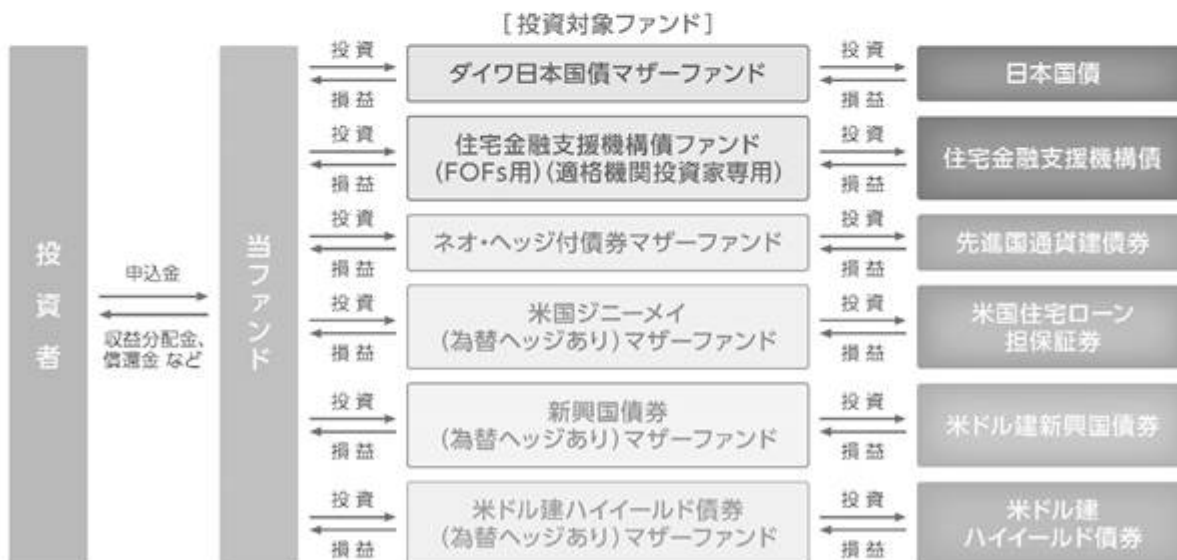 [投資対象ファンド]
投資者
申込金
収益分配金、
償還金 など
当ファンド
投資
損益
ダイワ日本国債マザーファンド
投資
損益
日本国債
投資
損益
住宅金融支援機構債ファンド
(FOFs用)(適格機関投資家専用)
投資
損益
住宅金融支援機構債
投資
損益
ネオ・ヘッジ付債券マザーファンド
投資
損益
先進国通貨建債券
投資
損益
米国ジニーメイ
(為替ヘッジあり)マザーファンド
投資
損益
米国住宅ローン
担保証券
投資
損益
新興国債券
(為替ヘッジあり)マザーファンド
投資
損益
米ドル建新興国債券
投資
損益
米ドル建ハイイールド債券
(為替ヘッジあり)マザーファンド
投資
損益
米ドル建
ハイイールド債券